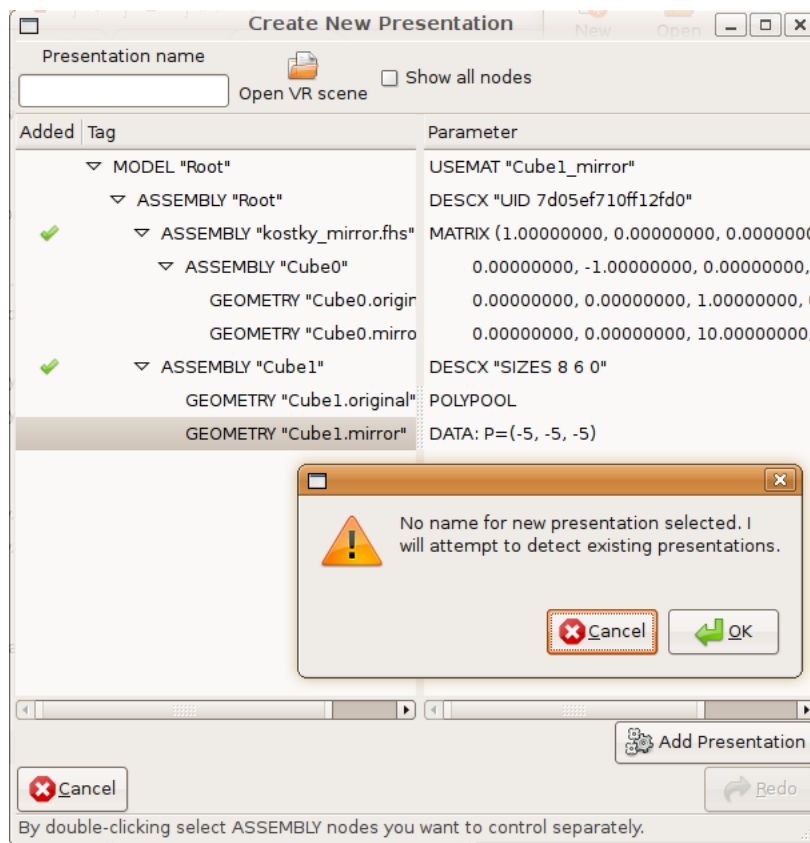 Create New Presentation
New Open
Presentation name
Open VR scene
Show all nodes
Added Tag Parameter
MODEL "Root" USEMAT "Cube1_mirror"
ASSEMBLY "Root" DESCX "UID 7d05ef710ff12fd0"
ASSEMBLY "kostky_mirror.fhs" MATRIX (1.00000000, 0.00000000, 0.0000000
ASSEMBLY "Cube0" 0.00000000, -1.00000000, 0.00000000,
GEOMETRY "Cube0.origin 0.00000000, 0.00000000, 1.00000000,
GEOMETRY "Cube0.mirro 0.00000000, 0.00000000, 10.00000000,
ASSEMBLY "Cube1" DESCX "SIZES 8 6 0"
GEOMETRY "Cube1.original" POLYPOOL
GEOMETRY "Cube1.mirror" DATA: P=(-5, -5, -5)
No name for new presentation selected. I
will attempt to detect existing presentations.
Cancel OK
Add Presentation
Cancel Redo
By double-clicking select ASSEMBLY nodes you want to control separately.